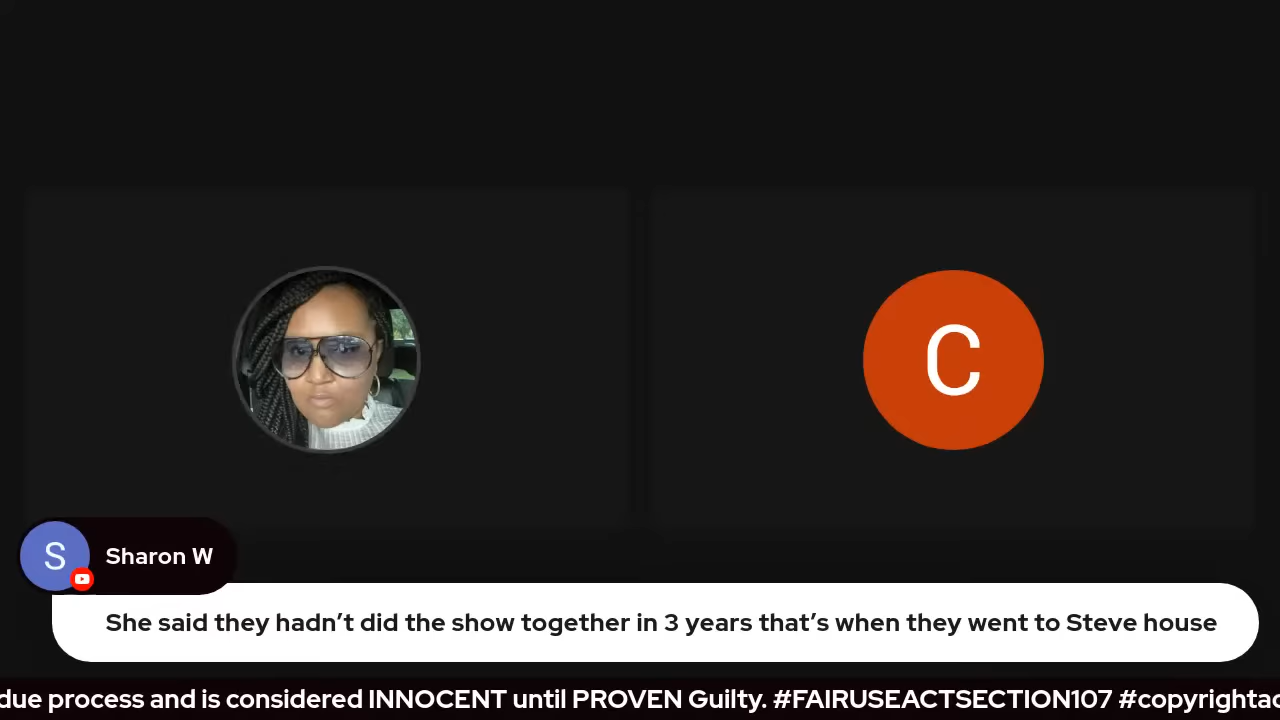 C
S
Sharon W
She said they hadn’t did the show together in 3 years that’s when they went to Steve house
due process and is considered INNOCENT until PROVEN Guilty. #FAIRUSEACTSECTION107 #copyrightac